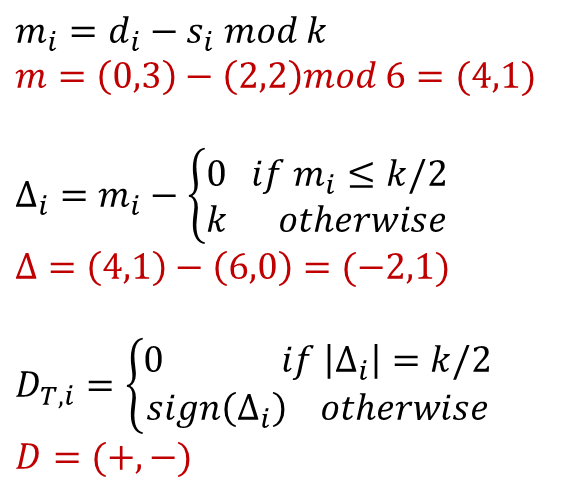 m_i = d_i − s_i mod k
m = (0,3) − (2,2)mod 6 = (4,1)
Δ_i = m_i − {0 if m_i ≤ k/2
k otherwise
Δ = (4,1) − (6,0) = (−2,1)
D_{T,i} = {0 if |Δ_i| = k/2
sign(Δ_i) otherwise
D = (+,−)